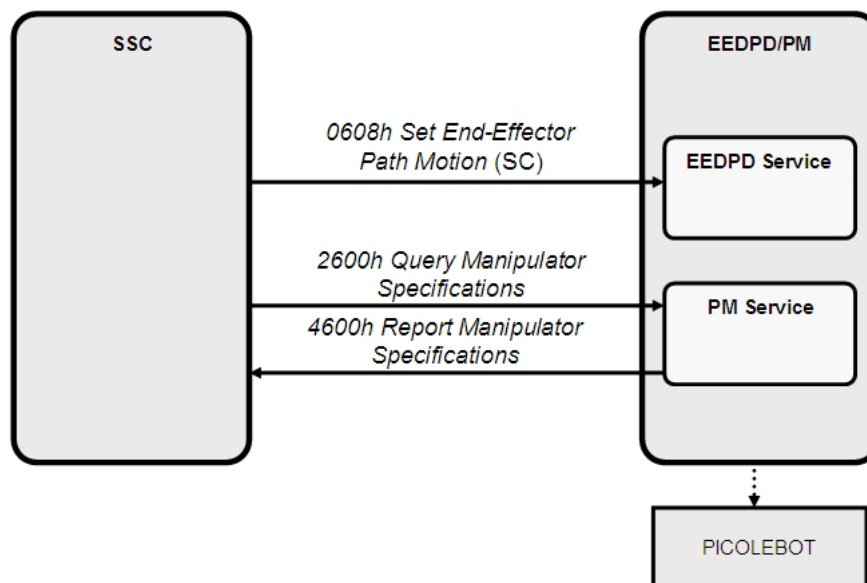 SSC
EEDPD/PM
0608h Set End-Effector
Path Motion (SC)
EEDPD Service
2600h Query Manipulator
Specifications
PM Service
4600h Report Manipulator
Specifications
PICOLEBOT